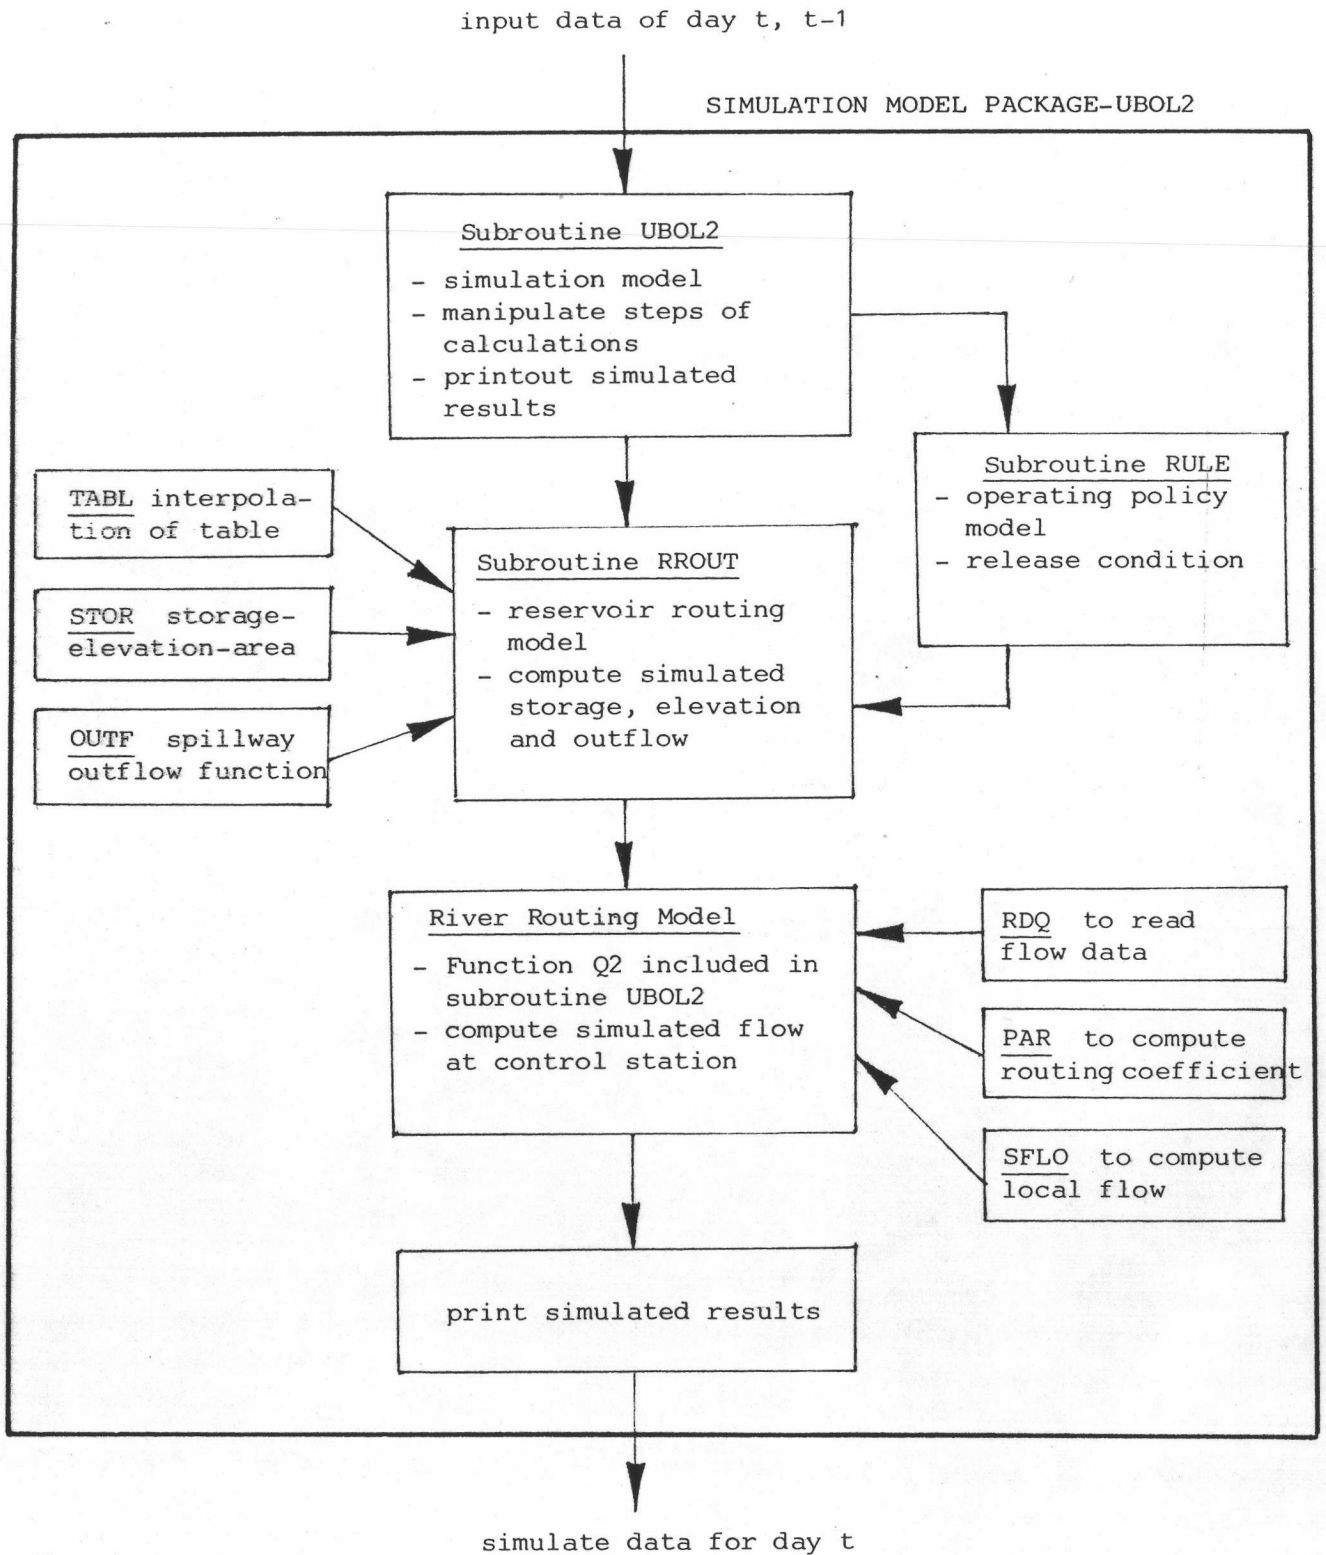 input data of day t, t-1
SIMULATION MODEL PACKAGE-UBOL2
Subroutine UBOL2
- simulation model
- manipulate steps of
calculations
- printout simulated
results
Subroutine RULE
- operating policy
model
- release condition
TABL interpola-
tion of table
STOR storage-
elevation-area
OUTF spillway
outflow function
Subroutine RROUT
- reservoir routing
model
- compute simulated
storage, elevation
and outflow
River Routing Model
- Function Q2 included in
subroutine UBOL2
- compute simulated flow
at control station
RDQ to read
flow data
PAR to compute
routing coefficient
SFLO to compute
local flow
print simulated results
simulate data for day t